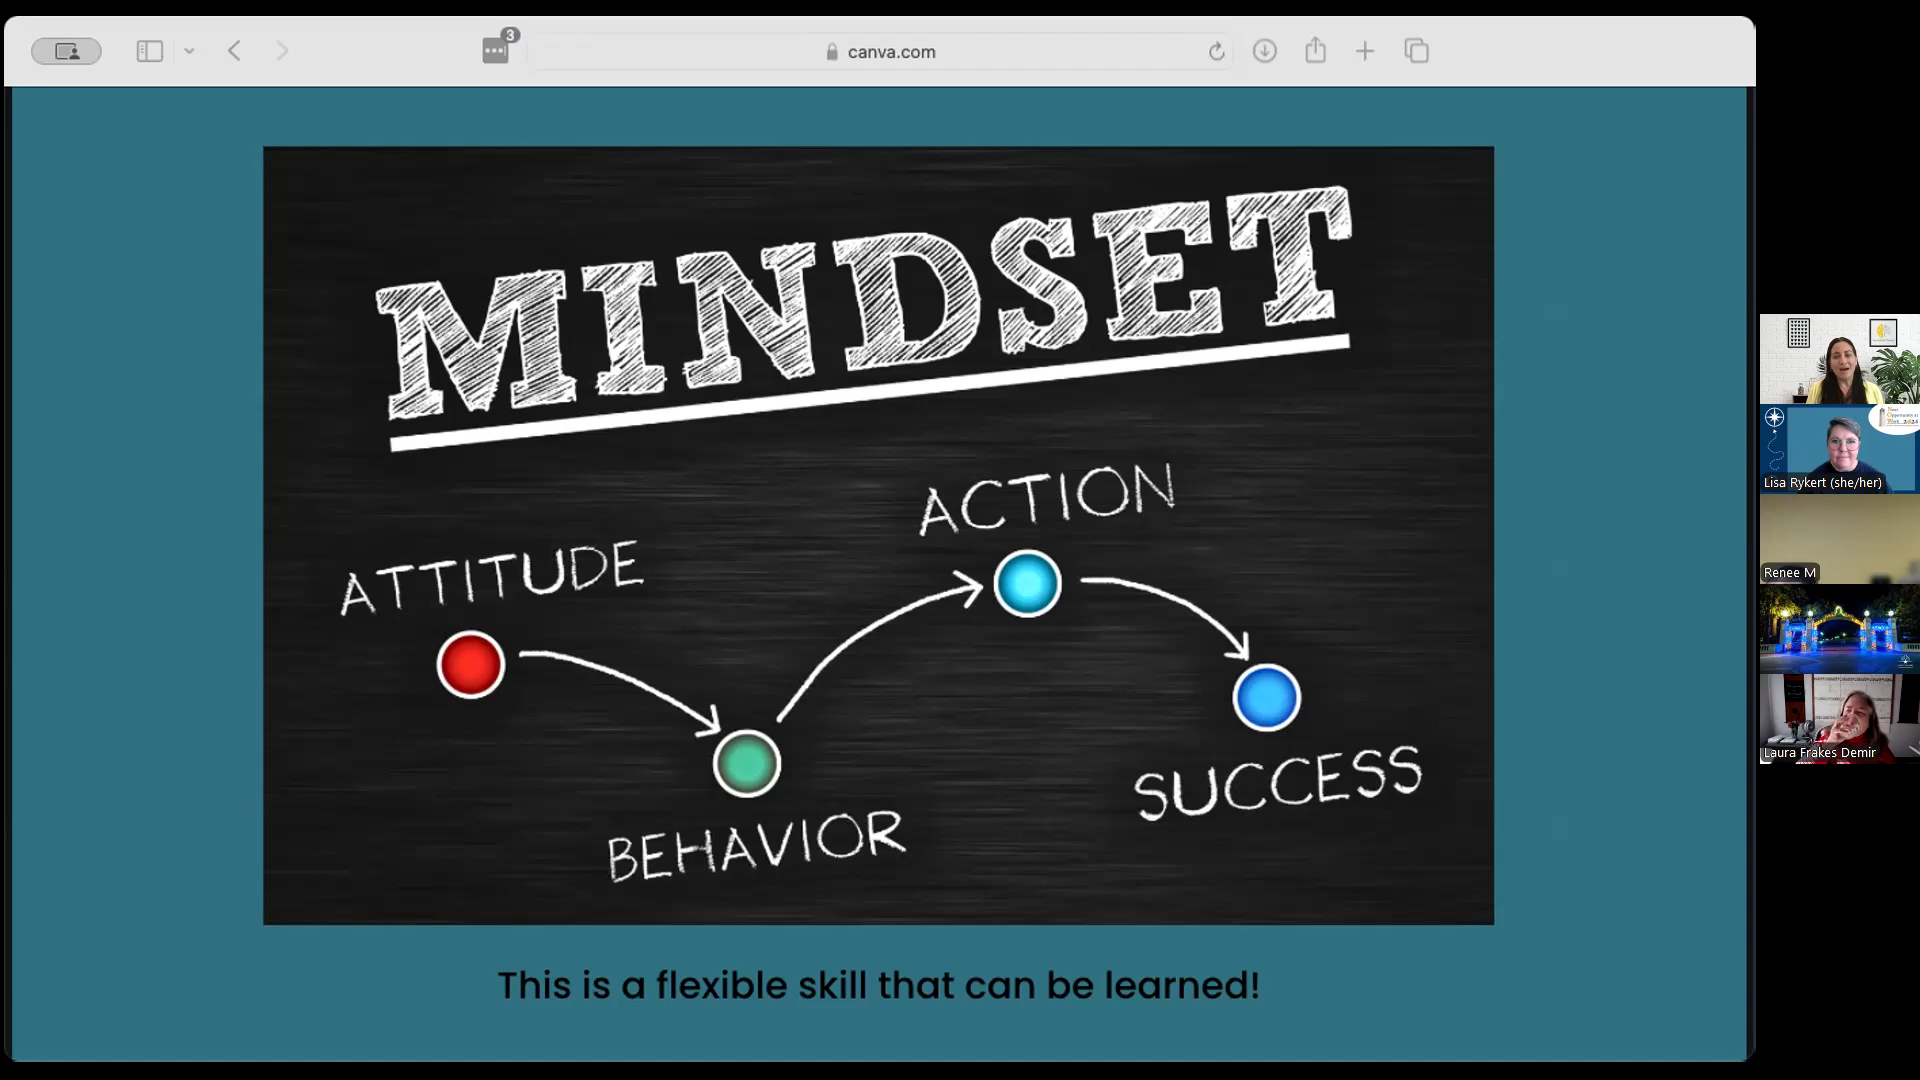 3
canva.com
MINDSET
ACTION
ATTITUDE
SUCCESS
BEHAVIOR
This is a flexible skill that can be learned!
Lisa Rykert (she/her)
Renee M
Laura Frakes Demir